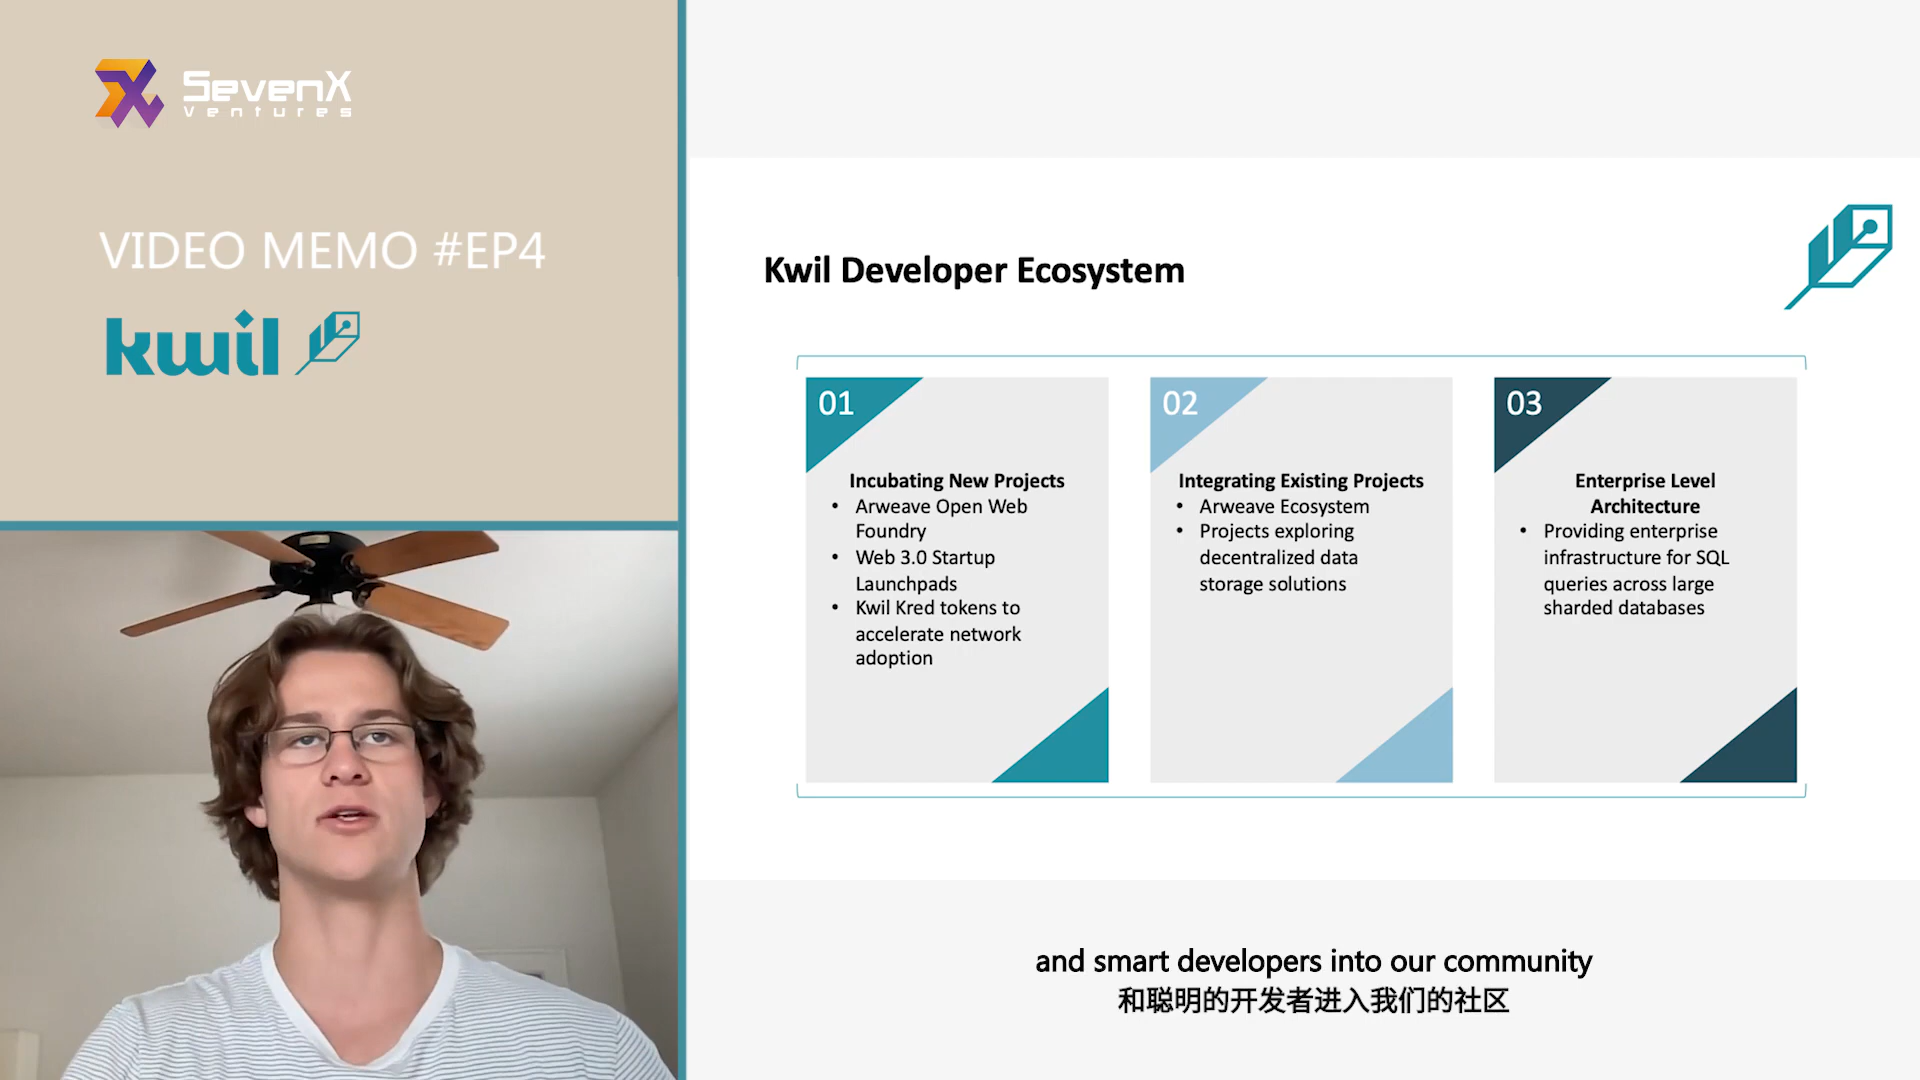 SevenX
Ventures
VIDEO MEMO #EP4
kwil
Kwil Developer Ecosystem
01
Incubating New Projects
• Arweave Open Web
Foundry
• Web 3.0 Startup
Launchpads
• Kwil Kred tokens to
accelerate network
adoption
02
Integrating Existing Projects
• Arweave Ecosystem
• Projects exploring
decentralized data
storage solutions
03
Enterprise Level
Architecture
• Providing enterprise
infrastructure for SQL
queries across large
sharded databases
and smart developers into our community
和聪明的开发者进入我们的社区